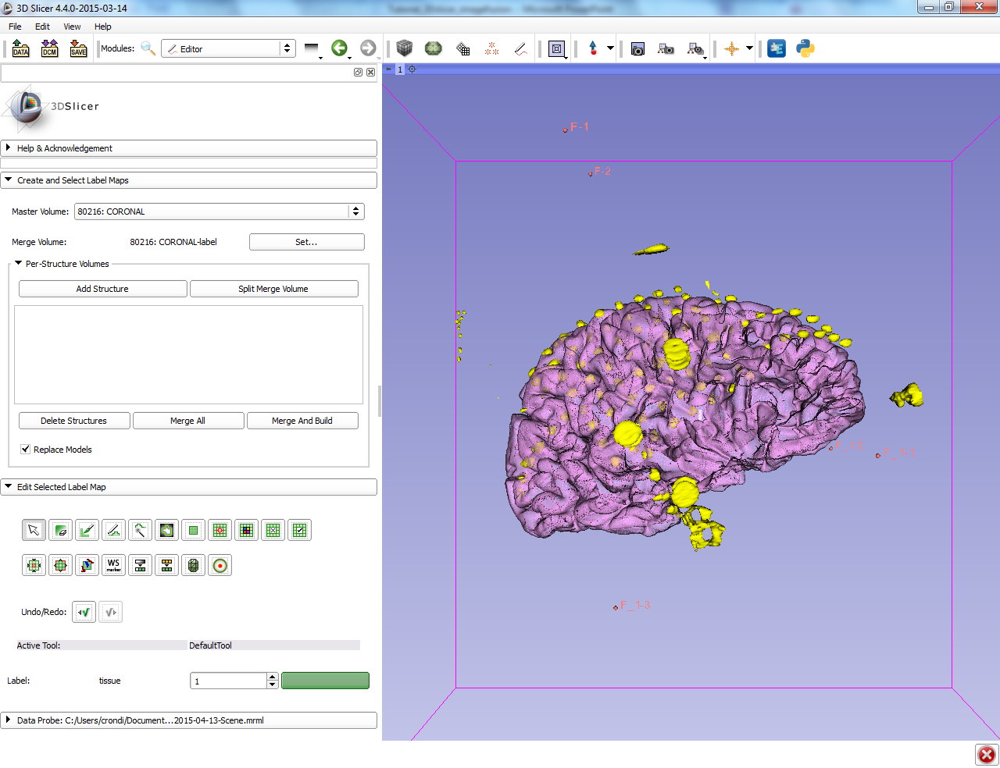 3D Slicer 4.4.0-2015-03-14
File Edit View Help
DATA DCM SAVE Modules: Editor
1
3DSlicer
Help & Acknowledgement
Create and Select Label Maps
Master Volume: 80216: CORONAL
Merge Volume: 80216: CORONAL-label Set...
Per-Structure Volumes
Add Structure Split Merge Volume
Delete Structures Merge All Merge And Build
Replace Models
Edit Selected Label Map
WS
marker
Undo/Redo:
Active Tool: DefaultTool
Label: tissue 1
Data Probe: C:/Users/crondi/Document...2015-04-13-Scene.mrml
F-1
F-2
F_1-3